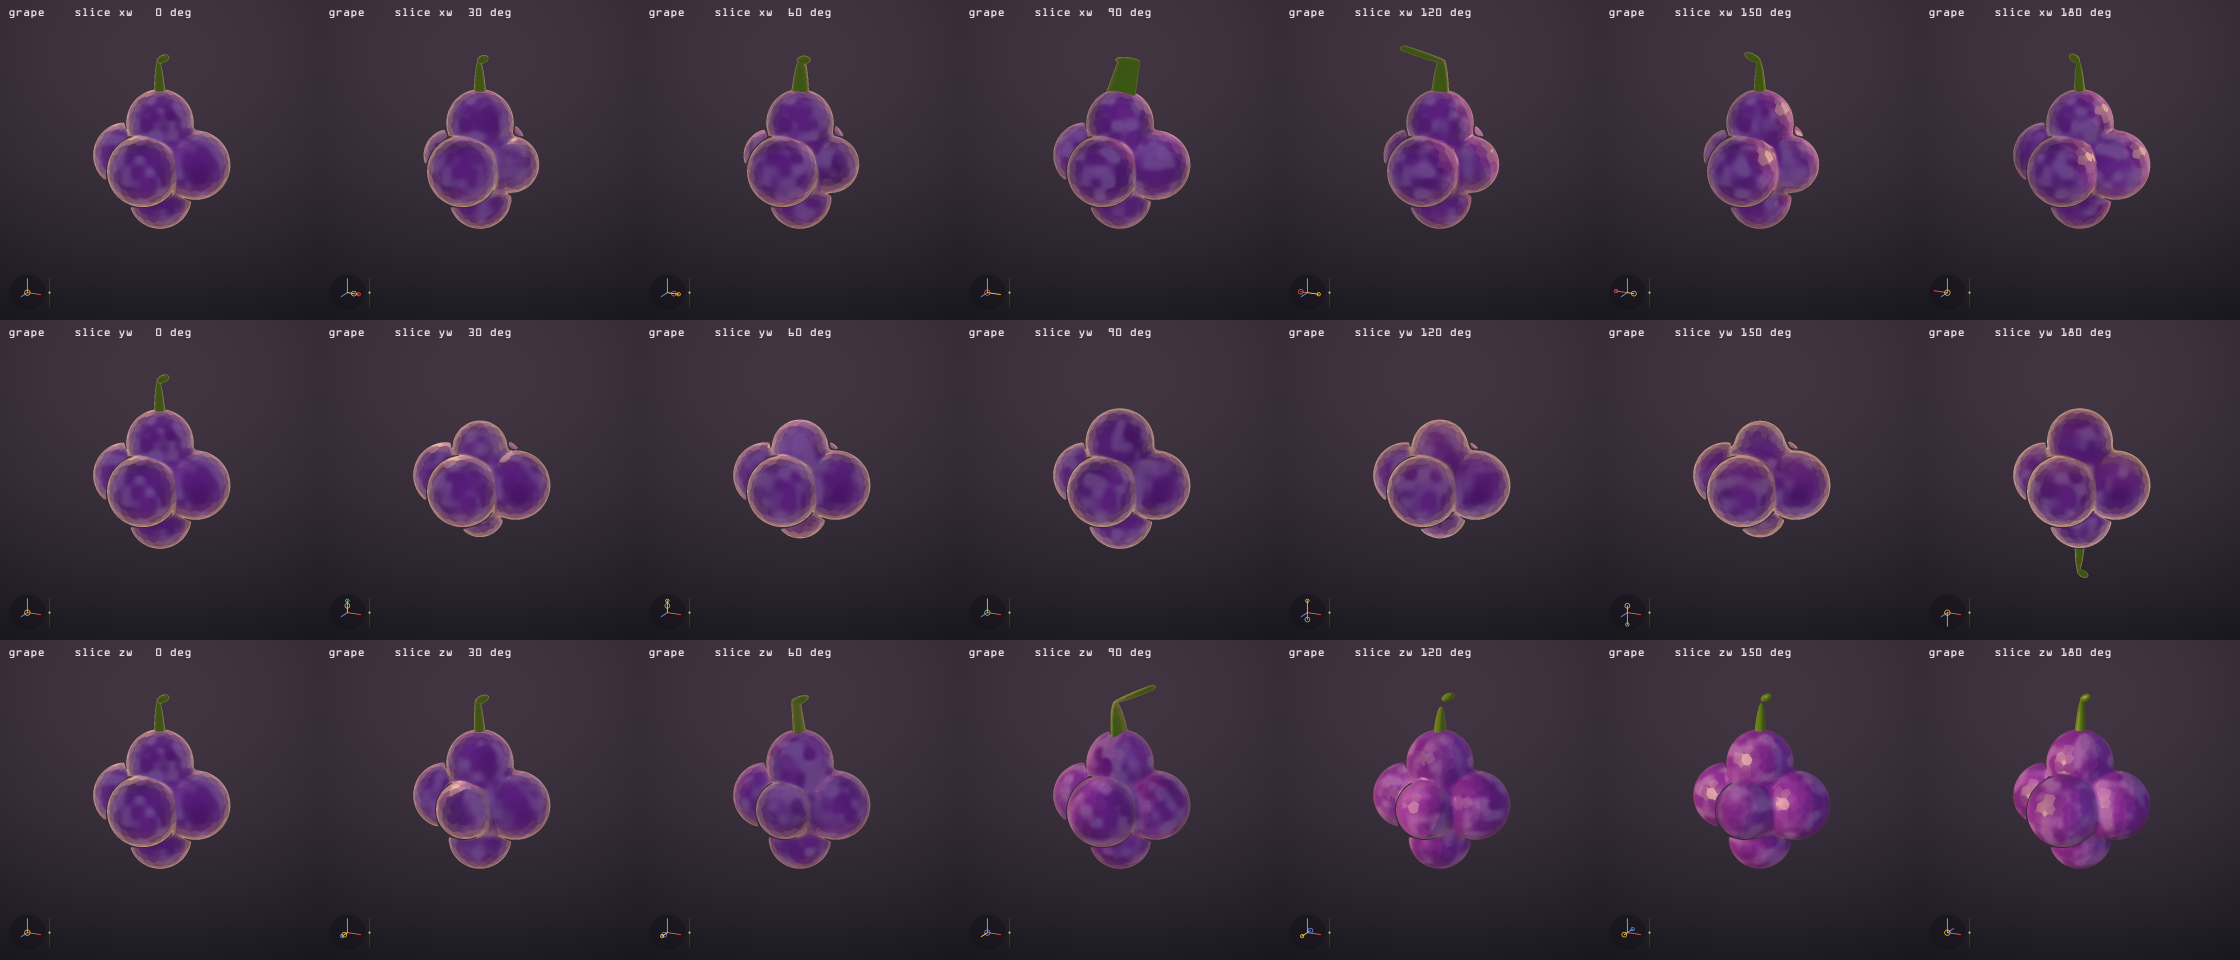 grape slice xw 0 deg
grape slice xw 30 deg
grape slice xw 60 deg
grape slice xw 90 deg
grape slice xw 120 deg
grape slice xw 150 deg
grape slice xw 180 deg
grape slice yw 0 deg
grape slice yw 30 deg
grape slice yw 60 deg
grape slice yw 90 deg
grape slice yw 120 deg
grape slice yw 150 deg
grape slice yw 180 deg
grape slice zw 0 deg
grape slice zw 30 deg
grape slice zw 60 deg
grape slice zw 90 deg
grape slice zw 120 deg
grape slice zw 150 deg
grape slice zw 180 deg